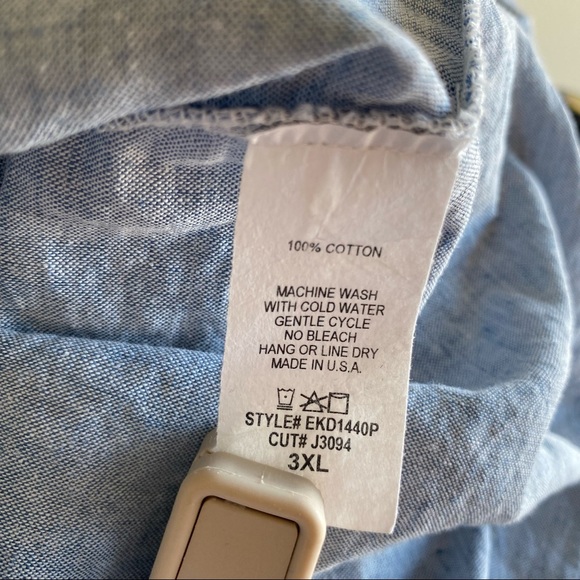 100% COTTON
MACHINE WASH
WITH COLD WATER
GENTLE CYCLE
NO BLEACH
HANG OR LINE DRY
MADE IN U.S.A.
STYLE# EKD1440P
CUT# J3094
3XL